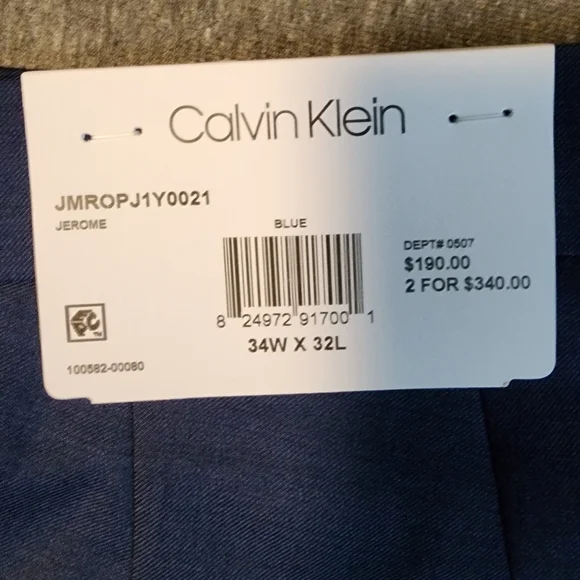 Calvin Klein
JMROPJ1Y0021
JEROME
BLUE
DEPT# 0507
$190.00
2 FOR $340.00
8 24972 91700 1
34W X 32L
100582-00080